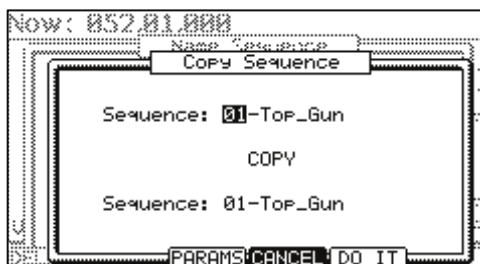 Now: 052.01.000
Name Sequence
Copy Sequence
Sequence: 01-Top_Gun
COPY
Sequence: 01-Top_Gun
PARAMS CANCEL DO IT